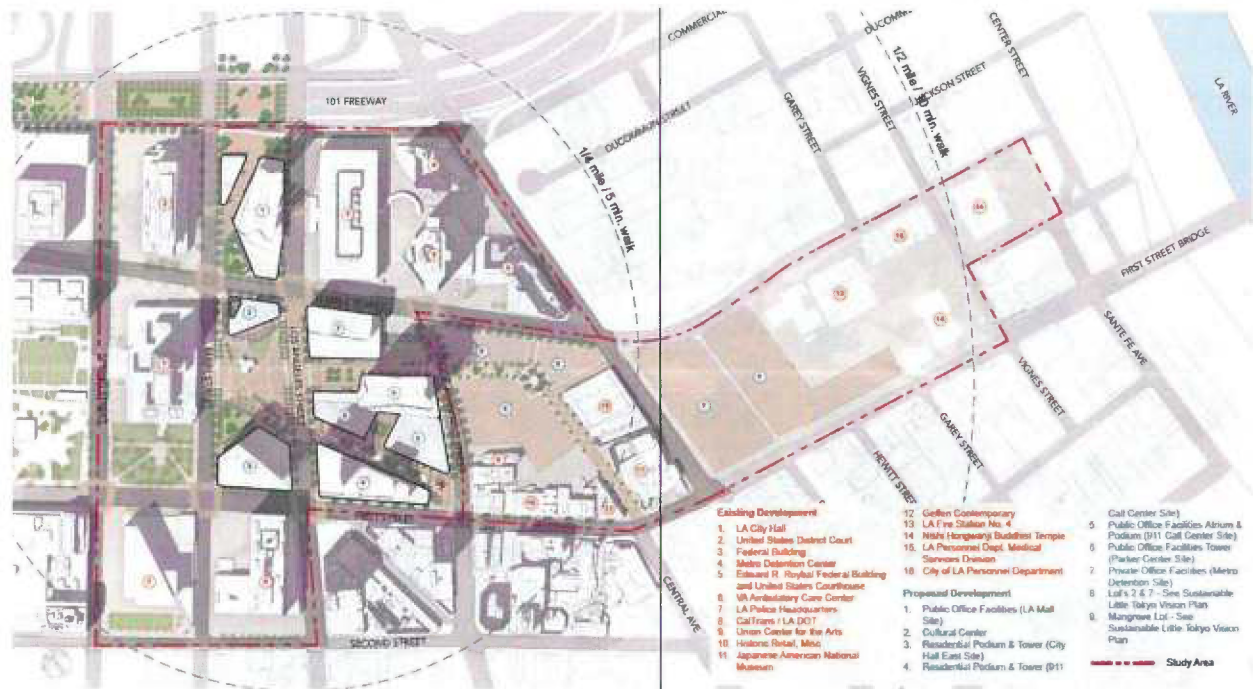 COMMERCIAL
DUCOMMUN
CENTER STREET
VIGNES STREET
1/2 mile / 10 min. walk
JACKSON STREET
GAREY STREET
LA RIVER
101 FREEWAY
DUCOMMUN STREET
1/4 mile / 5 min. walk
FIRST STREET BRIDGE
SANTE FE AVE
VIGNES STREET
GAREY STREET
HEWITT STREET
CENTRAL AVE
SECOND STREET
Existing Development
1. LA City Hall
2. United States District Court
3. Federal Building
4. Metro Detention Center
5. Edward R. Roybal Federal Building
and United States Courthouse
6. VA Ambulatory Care Center
7. LA Police Headquarters
8. CalTrans / LA DOT
9. Union Center for the Arts
10. Historic Retail, Misc
11. Japanese American National
Museum
12 Geffen Contemporary
13 LA Fire Station No. 4
14 Nishi Hongwanji Buddhist Temple
15. LA Personnel Dept. Medical
Services Division
16 City of LA Personnel Department
Proposed Development
1. Public Office Facilities (LA Mall
Site)
2. Cultural Center
3. Residential Podium & Tower (City
Hall East Site)
4. Residential Podium & Tower (911
Call Center Site)
5 Public Office Facilities Atrium &
Podium (911 Call Center Site)
6 Public Office Facilities Tower
(Parker Center Site)
7. Private Office Facilities (Metro
Detention Site)
8 Lot's 2 & 7 - See Sustainable
Little Tokyo Vision Plan
9. Mangrove Lot - See
Sustainable Little Tokyo Vision
Plan
Study Area